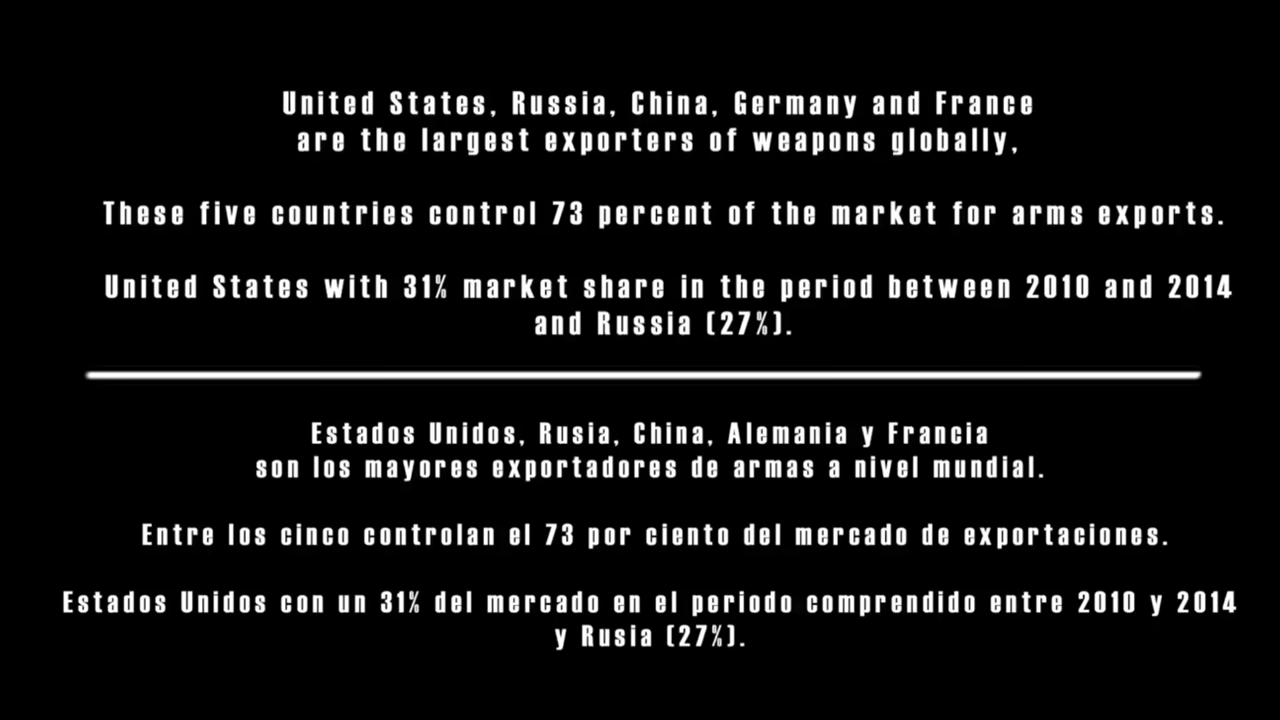 United States, Russia, China, Germany and France
are the largest exporters of weapons globally,
These five countries control 73 percent of the market for arms exports.
United States with 31% market share in the period between 2010 and 2014
and Russia (27%).
Estados Unidos, Rusia, China, Alemania y Francia
son los mayores exportadores de armas a nivel mundial.
Entre los cinco controlan el 73 por ciento del mercado de exportaciones.
Estados Unidos con un 31% del mercado en el periodo comprendido entre 2010 y 2014
y Rusia (27%).